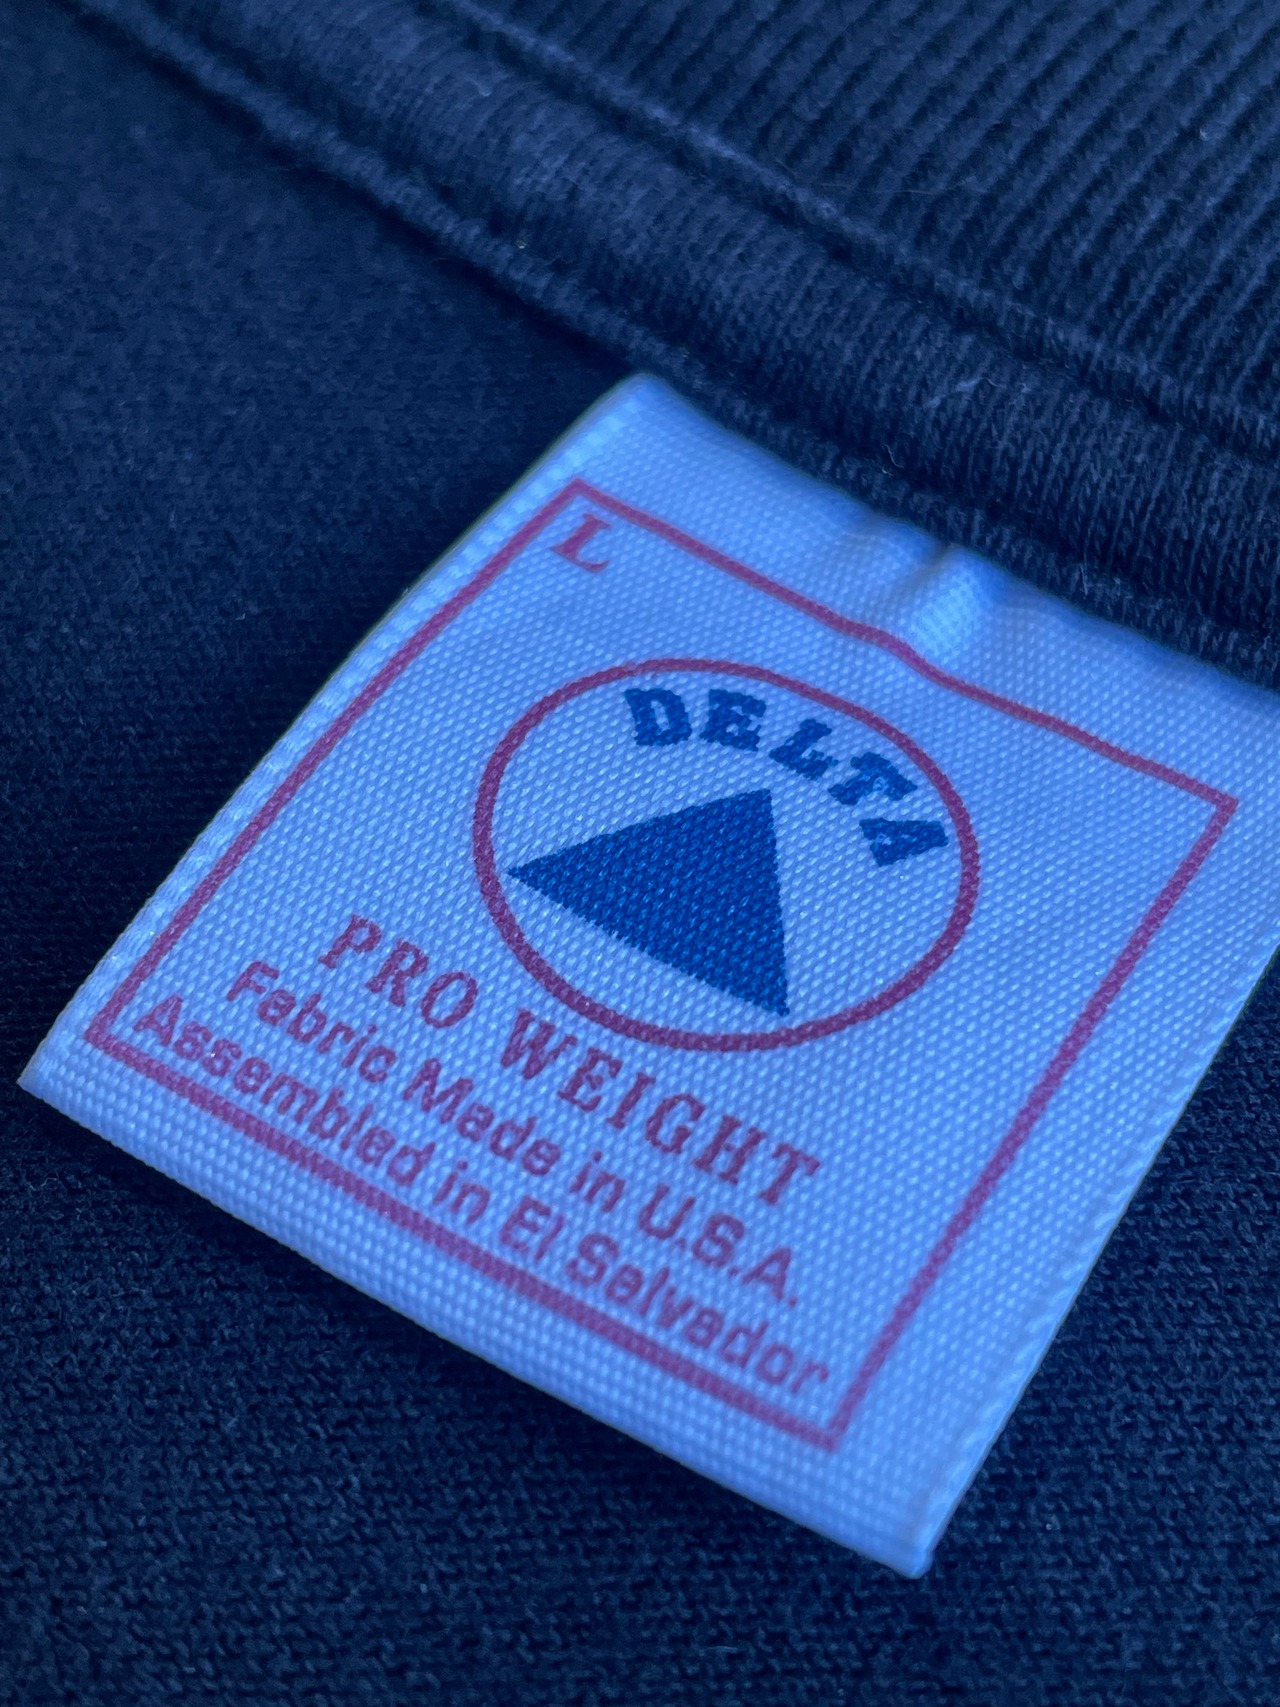 L
DELTA
PRO WEIGHT
Fabric Made in U.S.A.
Assembled in El Salvador